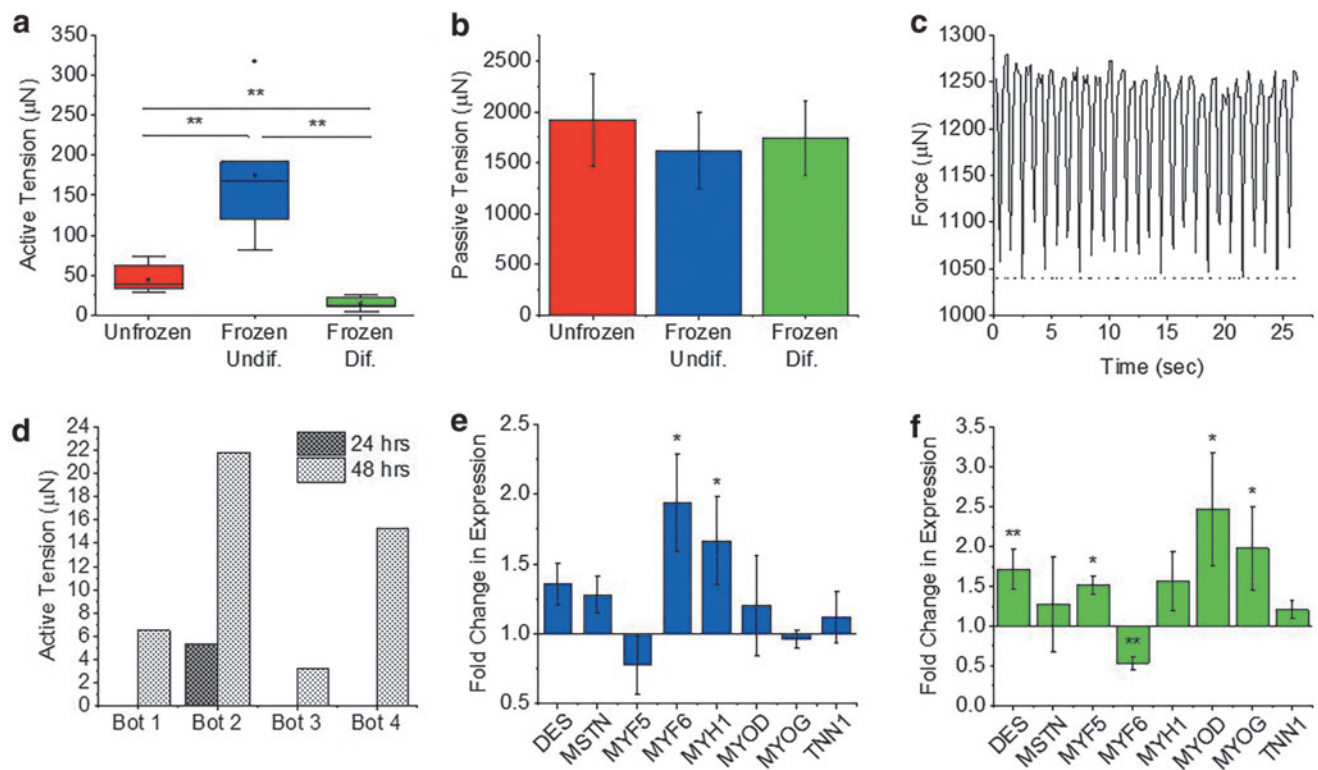 a
Active Tension (µN)
350
300
250
200
150
100
50
0
**
**
**
Unfrozen
Frozen
Undif.
Frozen
Dif.
b
Passive Tension (µN)
2500
2000
1500
1000
500
0
Unfrozen
Frozen
Undif.
Frozen
Dif.
c
Force (µN)
1300
1250
1200
1150
1100
1050
1000
0
5
10
15
20
25
Time (sec)
d
Active Tension (µN)
24
22
20
18
16
14
12
10
8
6
4
2
0
24 hrs
48 hrs
Bot 1
Bot 2
Bot 3
Bot 4
e
Fold Change in Expression
2.5
2.0
1.5
1.0
0.5
*
*
DES
MSTN
MYF5
MYF6
MYH1
MYOD
MYOG
TNN1
f
Fold Change in Expression
3.5
3.0
2.5
2.0
1.5
1.0
0.5
0.0
**
*
**
*
*
DES
MSTN
MYF5
MYF6
MYH1
MYOD
MYOG
TNN1